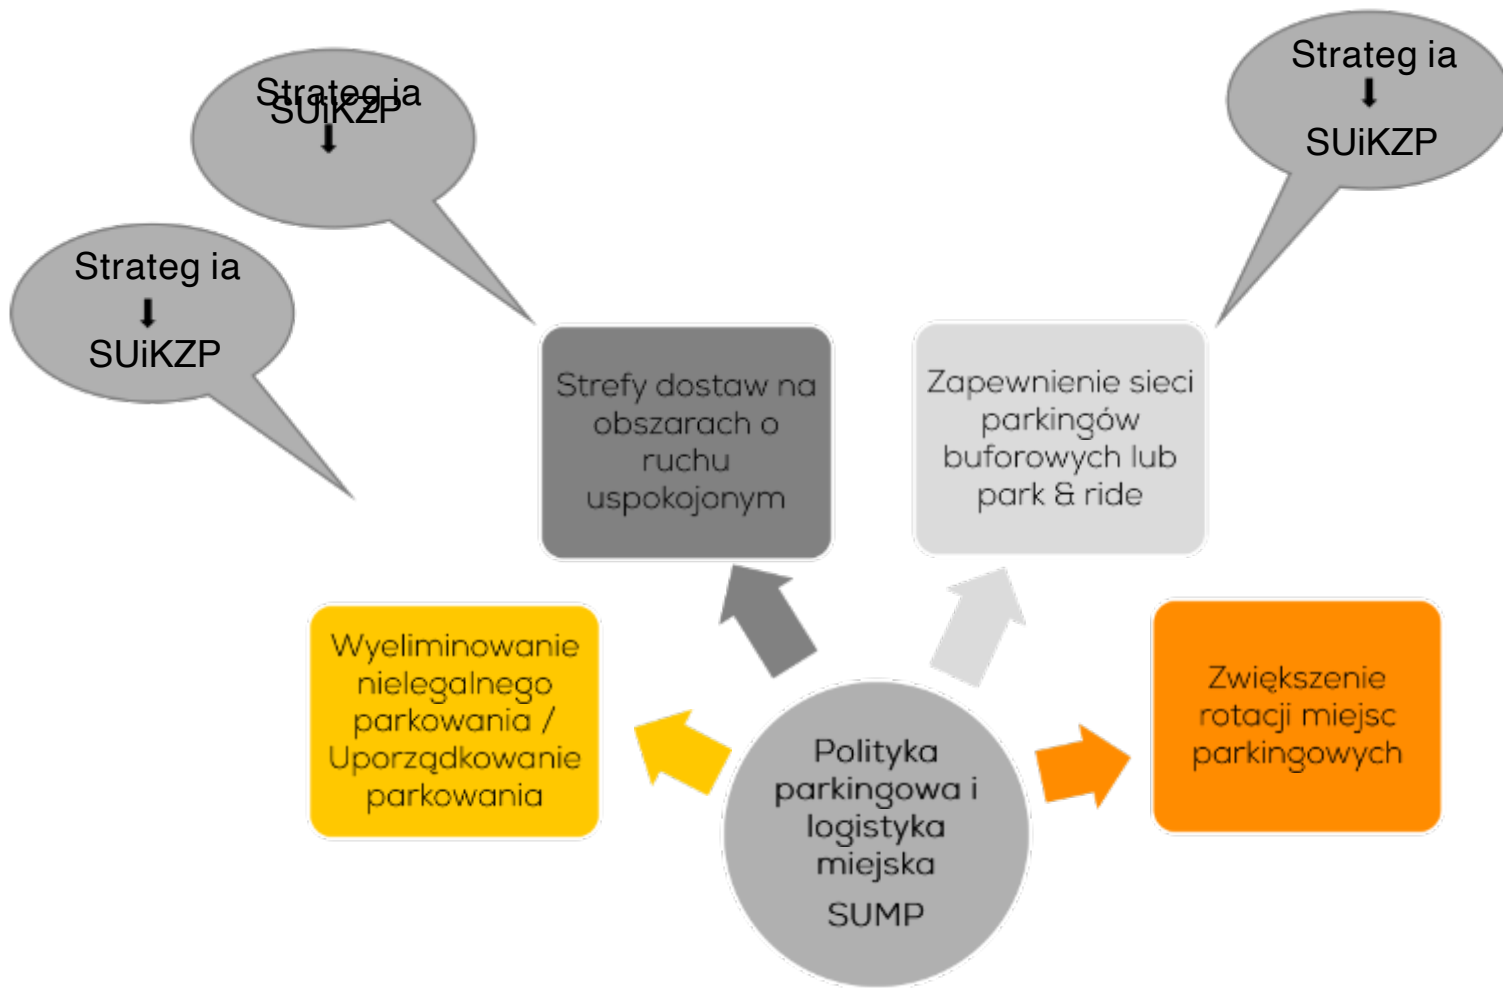 Strateg ia
SUiKZP
Strateg ia
SUiKZP
Strateg ia
SUiKZP
Strefy dostaw na
obszarach o
ruchu
uspokojonym
Zapewnienie sieci
parkingów
buforowych lub
park & ride
Wyeliminowanie
nielegalnego
parkowania /
Uporządkowanie
parkowania
Polityka
parkingowa i
logistyka
miejska
SUMP
Zwiększenie
rotacji miejsc
parkingowych